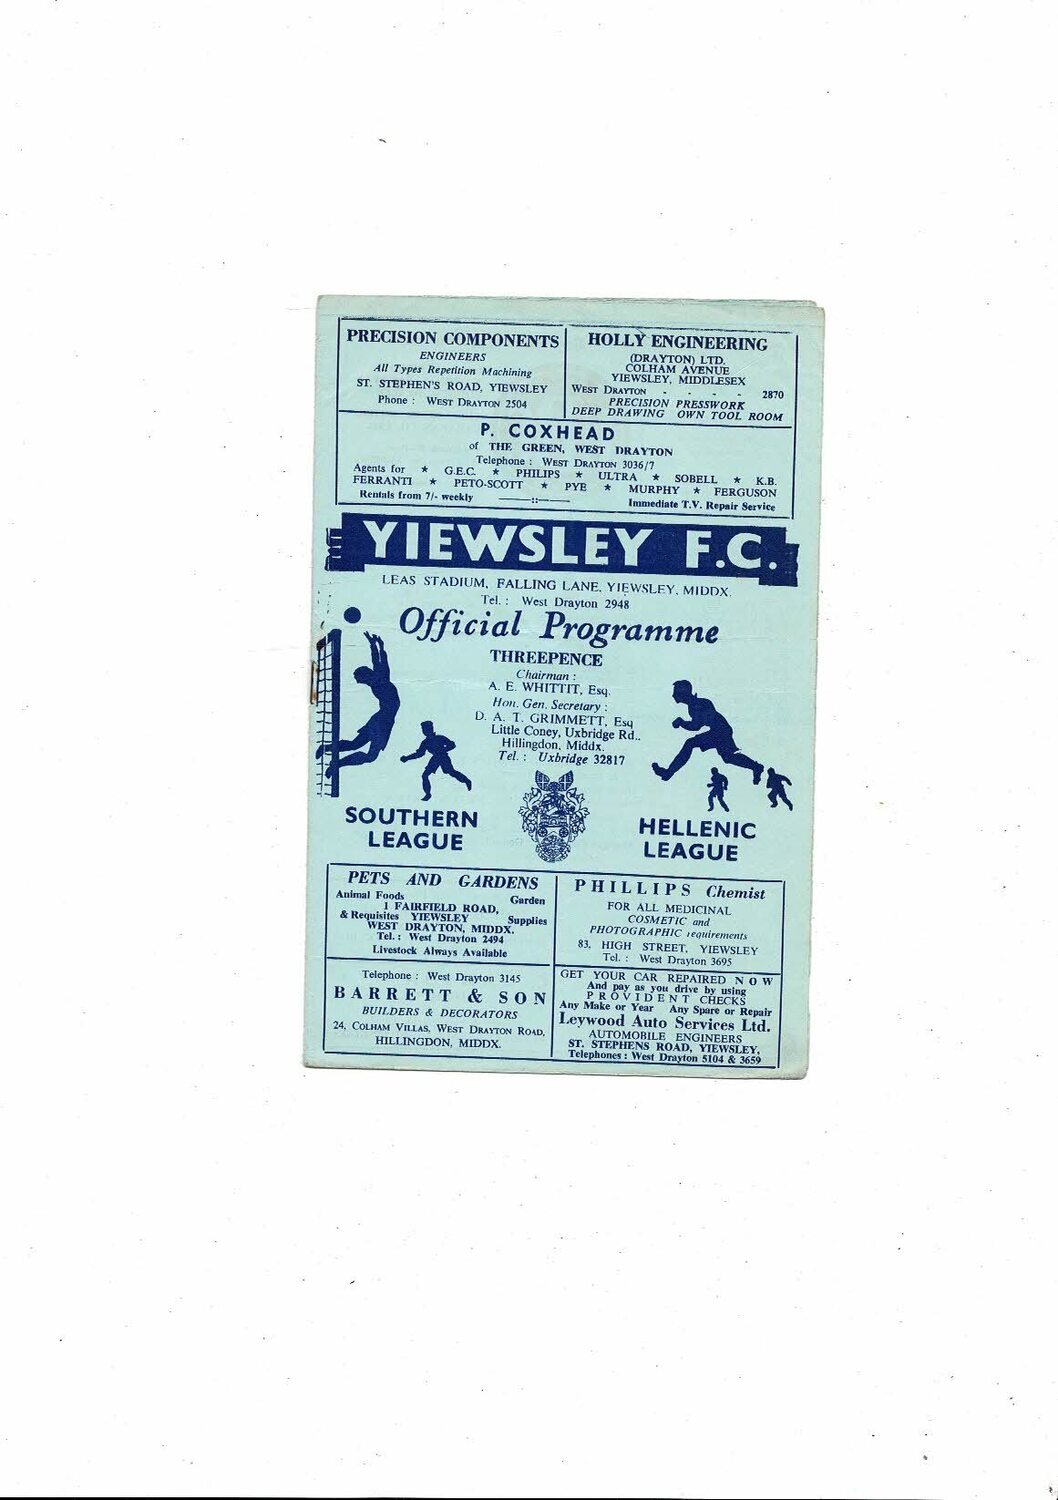 PRECISION COMPONENTS
ENGINEERS
All Types Repetition Machining
ST. STEPHEN'S ROAD, YIEWSLEY
Phone : WEST DRAYTON 2504
HOLLY ENGINEERING
(DRAYTON) LTD.
COLHAM AVENUE
YIEWSLEY, MIDDLESEX
WEST DRAYTON - - - - 2870
PRECISION PRESSWORK
DEEP DRAWING OWN TOOL ROOM
P. COXHEAD
of THE GREEN, WEST DRAYTON
Telephone : WEST DRAYTON 3036/7
Agents for ★ G.E.C. ★ PHILIPS ★ ULTRA ★ SOBELL ★ K.B.
FERRANTI ★ PETO-SCOTT ★ PYE ★ MURPHY ★ FERGUSON
Rentals from 7/- weekly ——::—— Immediate T.V. Repair Service
YIEWSLEY F.C.
LEAS STADIUM, FALLING LANE, YIEWSLEY, MIDDX.
Tel. : West Drayton 2948
Official Programme
THREEPENCE
Chairman :
A. E. WHITTIT, Esq.
Hon. Gen. Secretary :
D. A. T. GRIMMETT, Esq
Little Coney, Uxbridge Rd..
Hillingdon, Middx.
Tel. : Uxbridge 32817
SOUTHERN
LEAGUE
HELLENIC
LEAGUE
PETS AND GARDENS
Animal Foods Garden
1 FAIRFIELD ROAD,
& Requisites YIEWSLEY Supplies
WEST DRAYTON, MIDDX.
Tel. : West Drayton 2494
Livestock Always Available
PHILLIPS Chemist
FOR ALL MEDICINAL
COSMETIC and
PHOTOGRAPHIC requirements
83, HIGH STREET, YIEWSLEY
Tel. : West Drayton 3695
Telephone : West Drayton 3145
BARRETT & SON
BUILDERS & DECORATORS
24, COLHAM VILLAS, WEST DRAYTON ROAD,
HILLINGDON, MIDDX.
GET YOUR CAR REPAIRED NOW
And pay as you drive by using
PROVIDENT CHECKS
Any Make or Year Any Spare or Repair
Leywood Auto Services Ltd.
AUTOMOBILE ENGINEERS
ST. STEPHENS ROAD, YIEWSLEY,
Telephones : West Drayton 5104 & 3659